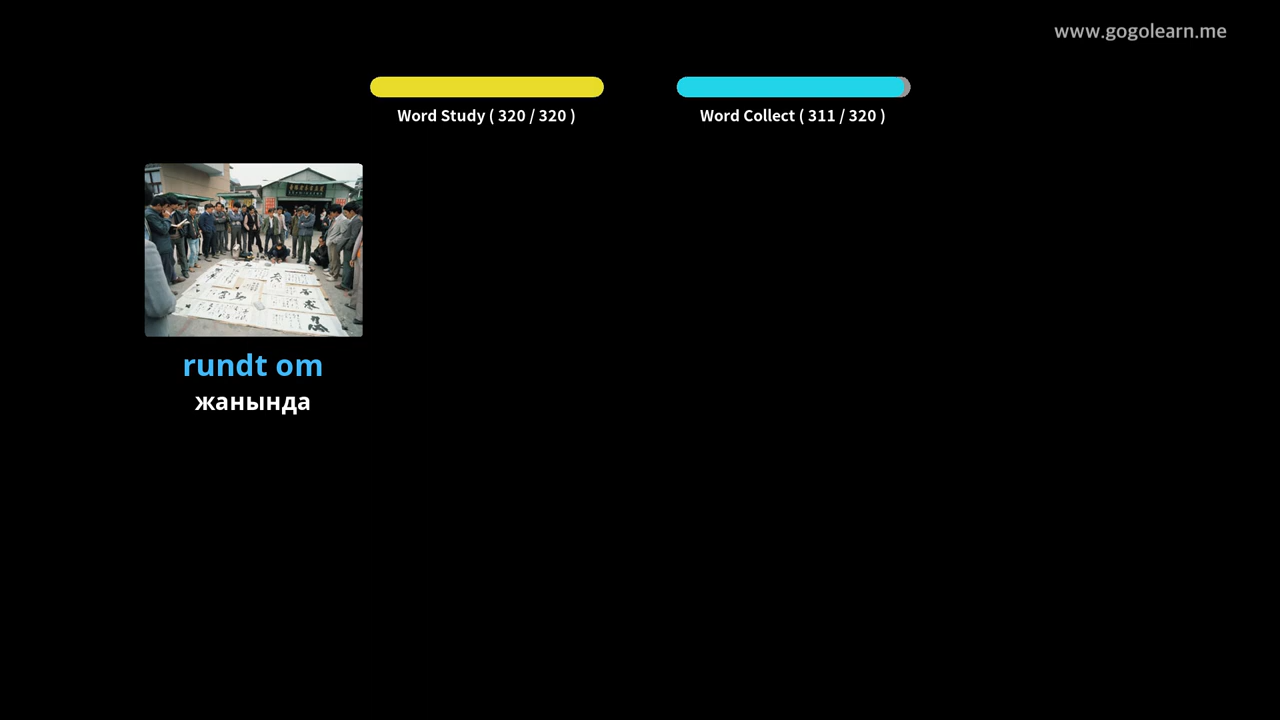 www.gogolearn.me
Word Study ( 320 / 320 )
Word Collect ( 311 / 320 )
rundt om
жанында